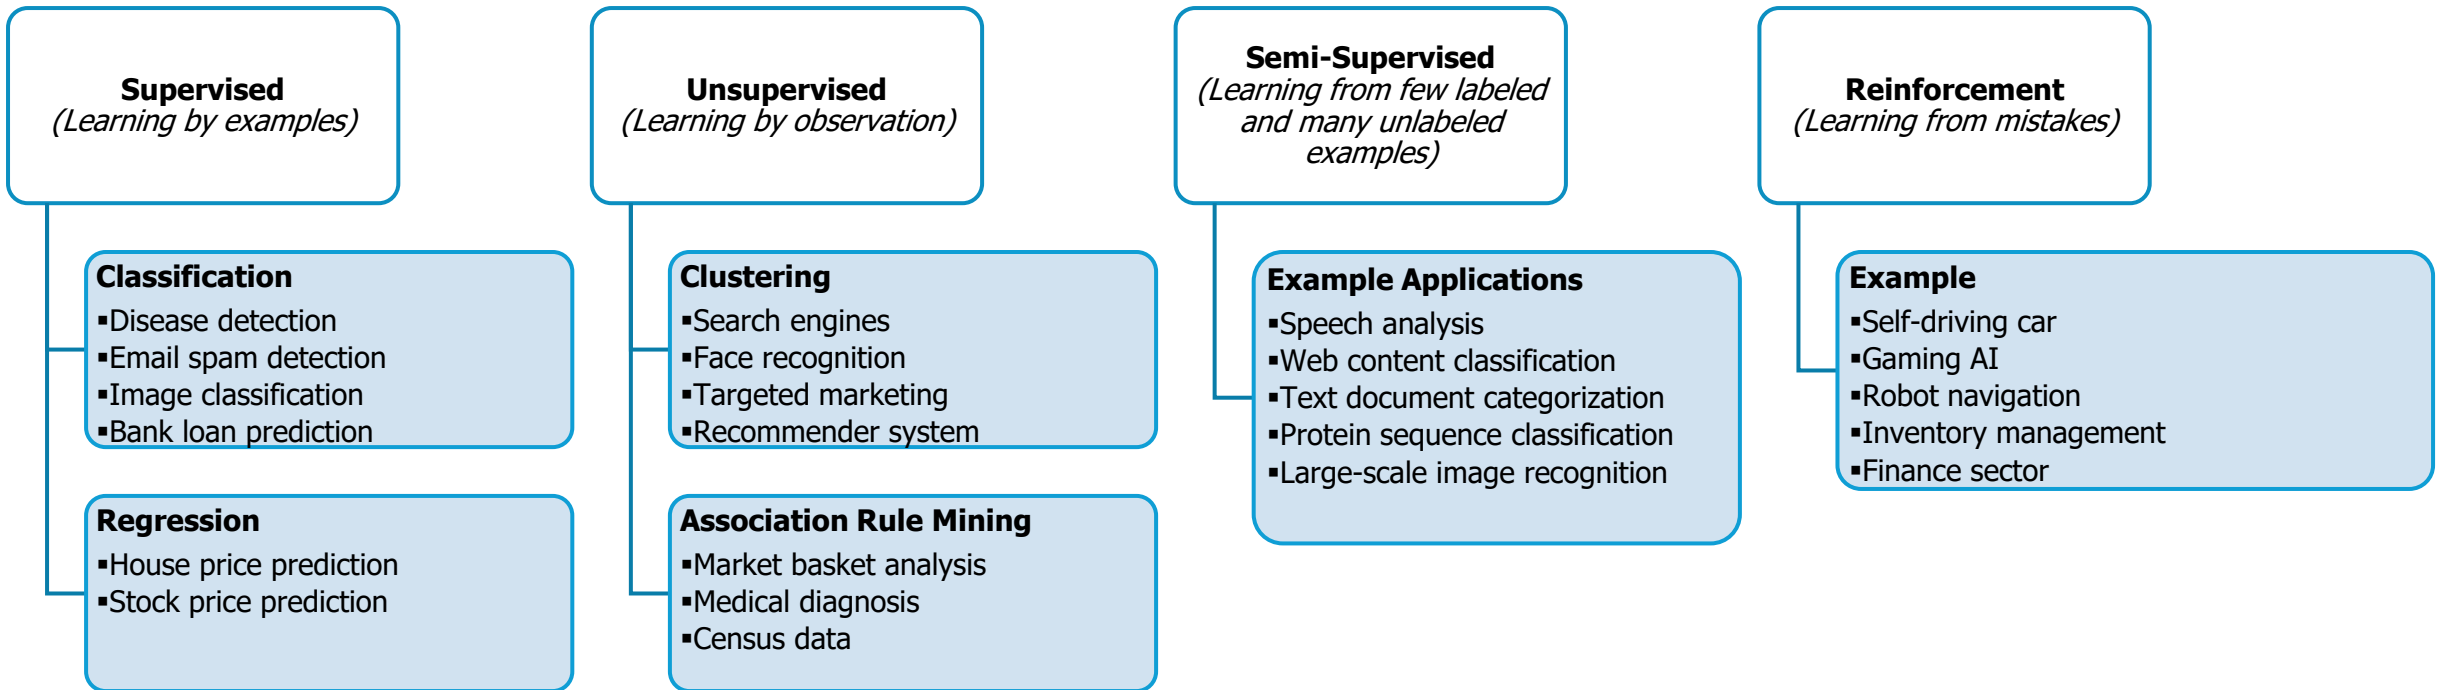 Supervised
(Learning by examples)
Classification
▪Disease detection
▪Email spam detection
▪Image classification
▪Bank loan prediction
Regression
▪House price prediction
▪Stock price prediction
Unsupervised
(Learning by observation)
Clustering
▪Search engines
▪Face recognition
▪Targeted marketing
▪Recommender system
Association Rule Mining
▪Market basket analysis
▪Medical diagnosis
▪Census data
Semi-Supervised
(Learning from few labeled
and many unlabeled
examples)
Example Applications
▪Speech analysis
▪Web content classification
▪Text document categorization
▪Protein sequence classification
▪Large-scale image recognition
Reinforcement
(Learning from mistakes)
Example
▪Self-driving car
▪Gaming AI
▪Robot navigation
▪Inventory management
▪Finance sector